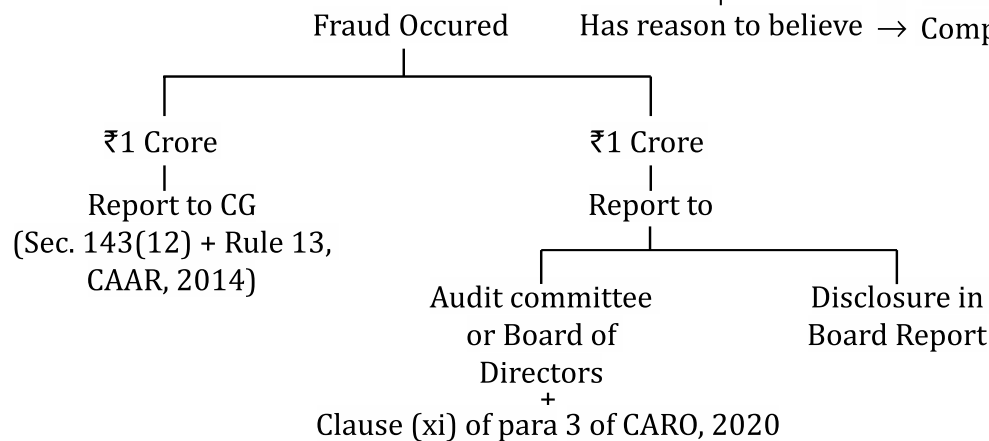 Fraud Occured
Has reason to believe →
₹1 Crore
₹1 Crore
Report to CG
(Sec. 143(12) + Rule 13,
CAAR, 2014)
Report to
Audit committee
or Board of
Directors
+
Clause (xi) of para 3 of CARO, 2020
Disclosure in
Board Report